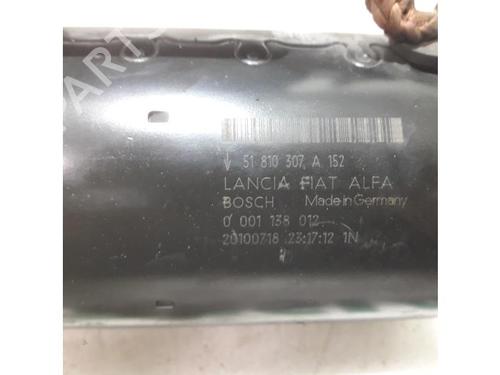 51 810 307 A 152
LANCIA FIAT ALFA
BOSCH Made in Germany
0 001 138 012
20100718 23:17:12 1N